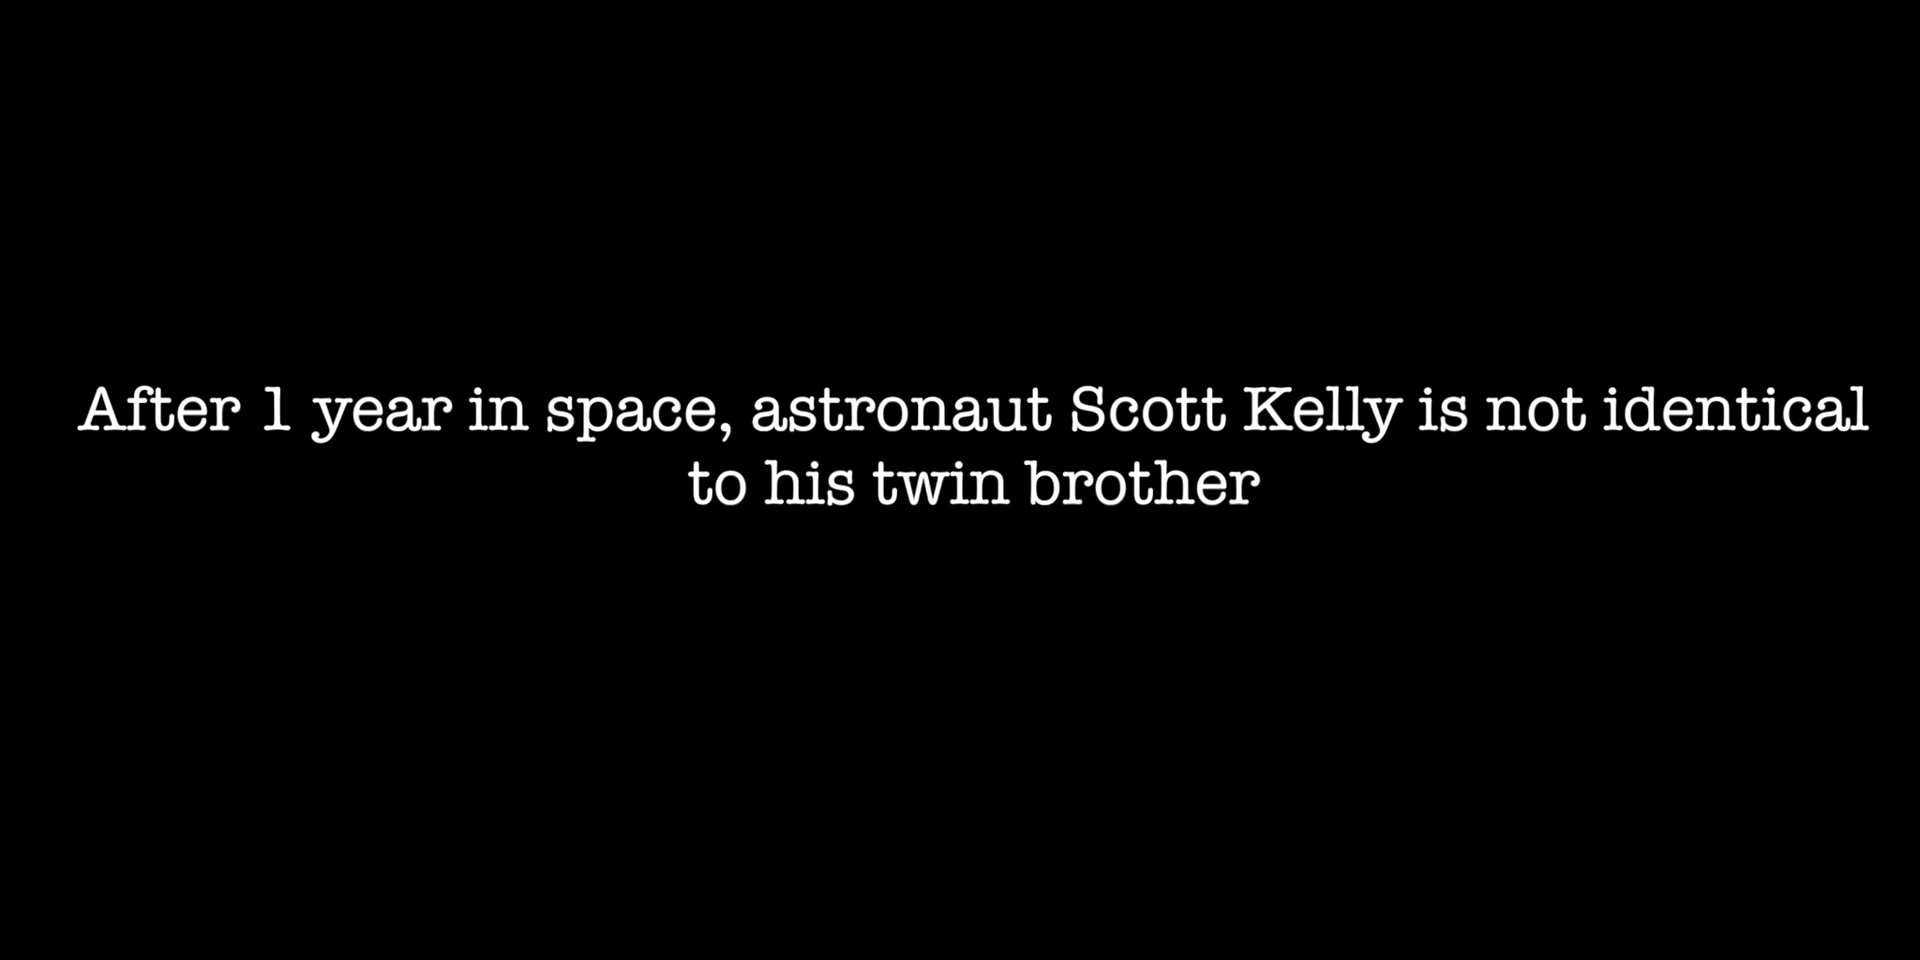 After 1 year in space, astronaut Scott Kelly is not identical
to his twin brother